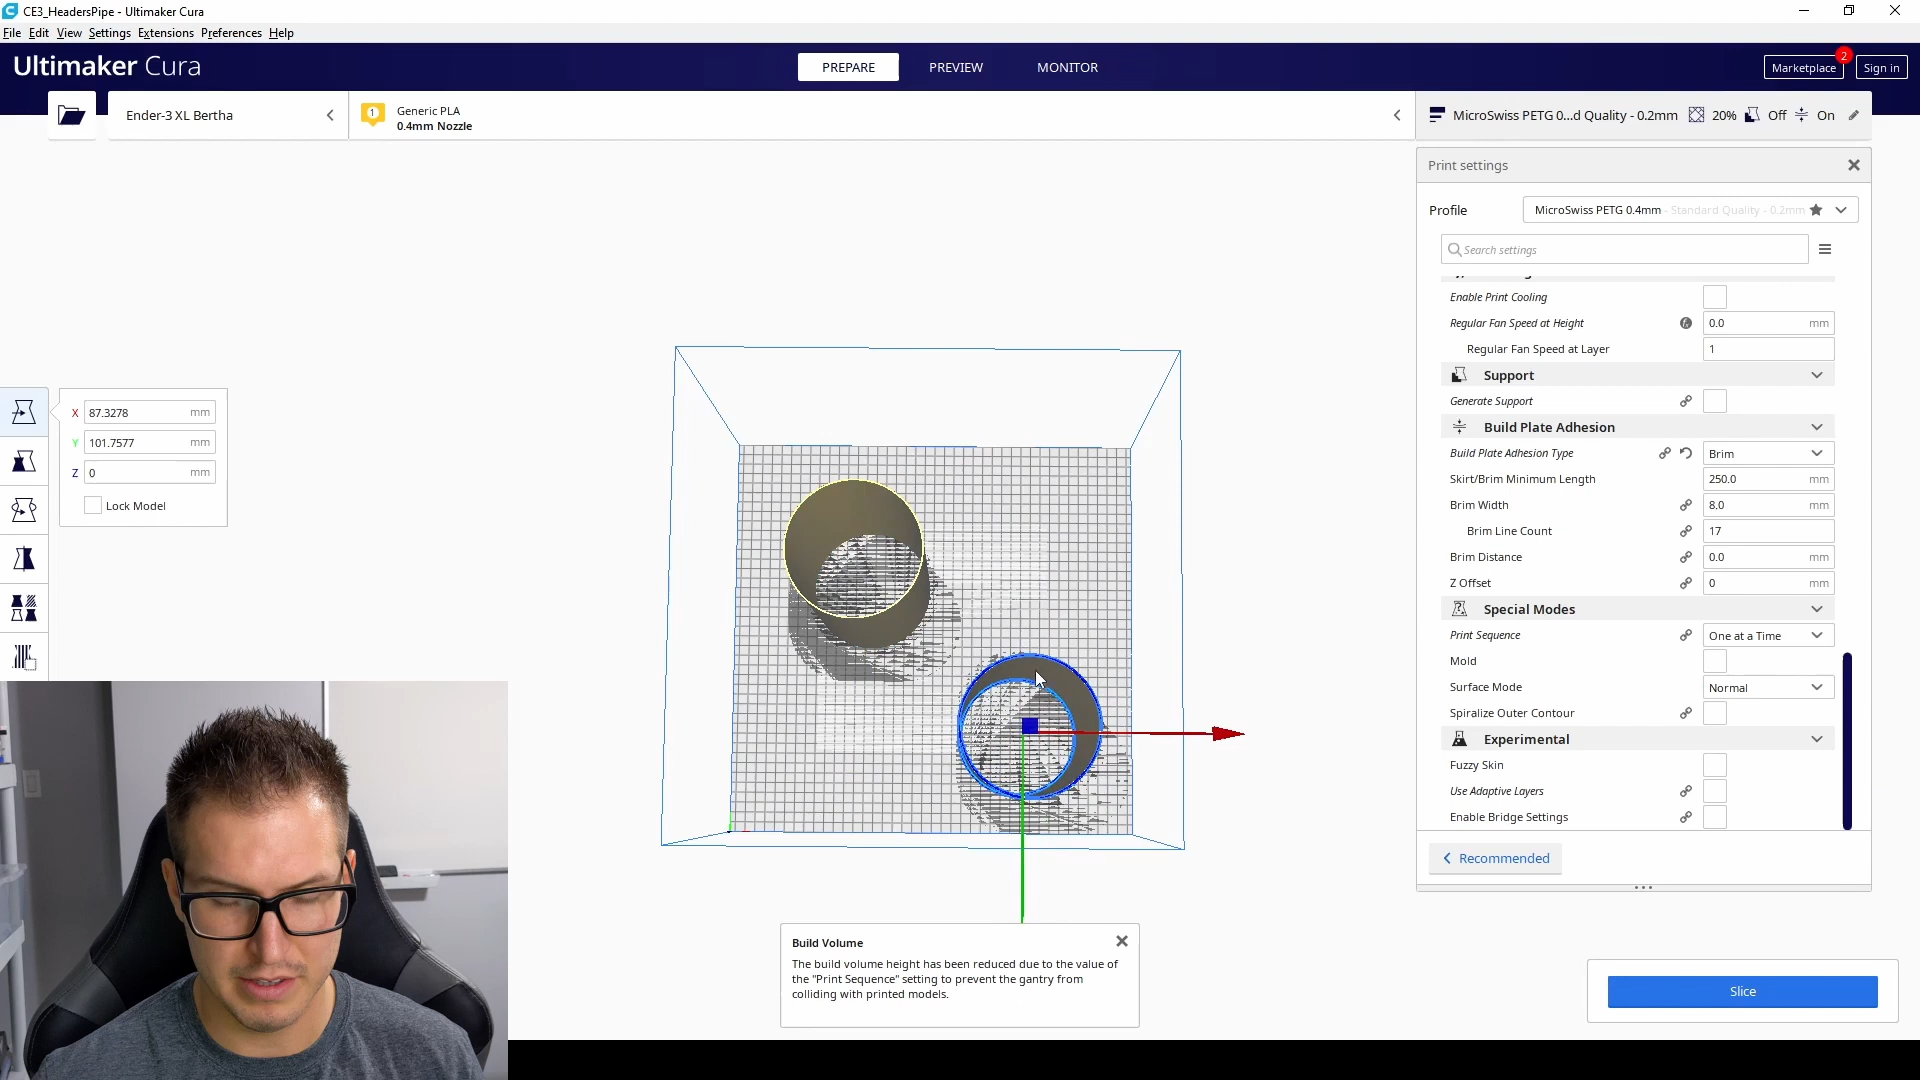 CE3_HeadersPipe - Ultimaker Cura
File Edit View Settings Extensions Preferences Help
Ultimaker Cura
PREPARE PREVIEW MONITOR
Marketplace 2 Sign in
Ender-3 XL Bertha
1
Generic PLA
0.4mm Nozzle
MicroSwiss PETG 0...d Quality - 0.2mm 20% Off On
Print settings
Profile MicroSwiss PETG 0.4mm - Standard Quality - 0.2mm
Search settings
Enable Print Cooling
Regular Fan Speed at Height 0.0 mm
Regular Fan Speed at Layer 1
Support
Generate Support
Build Plate Adhesion
Build Plate Adhesion Type Brim
Skirt/Brim Minimum Length 250.0 mm
Brim Width 8.0 mm
Brim Line Count 17
Brim Distance 0.0 mm
Z Offset 0 mm
Special Modes
Print Sequence One at a Time
Mold
Surface Mode Normal
Spiralize Outer Contour
Experimental
Fuzzy Skin
Use Adaptive Layers
Enable Bridge Settings
Recommended
X 87.3278 mm
Y 101.7577 mm
Z 0 mm
Lock Model
Build Volume
The build volume height has been reduced due to the value of
the "Print Sequence" setting to prevent the gantry from
colliding with printed models.
Slice